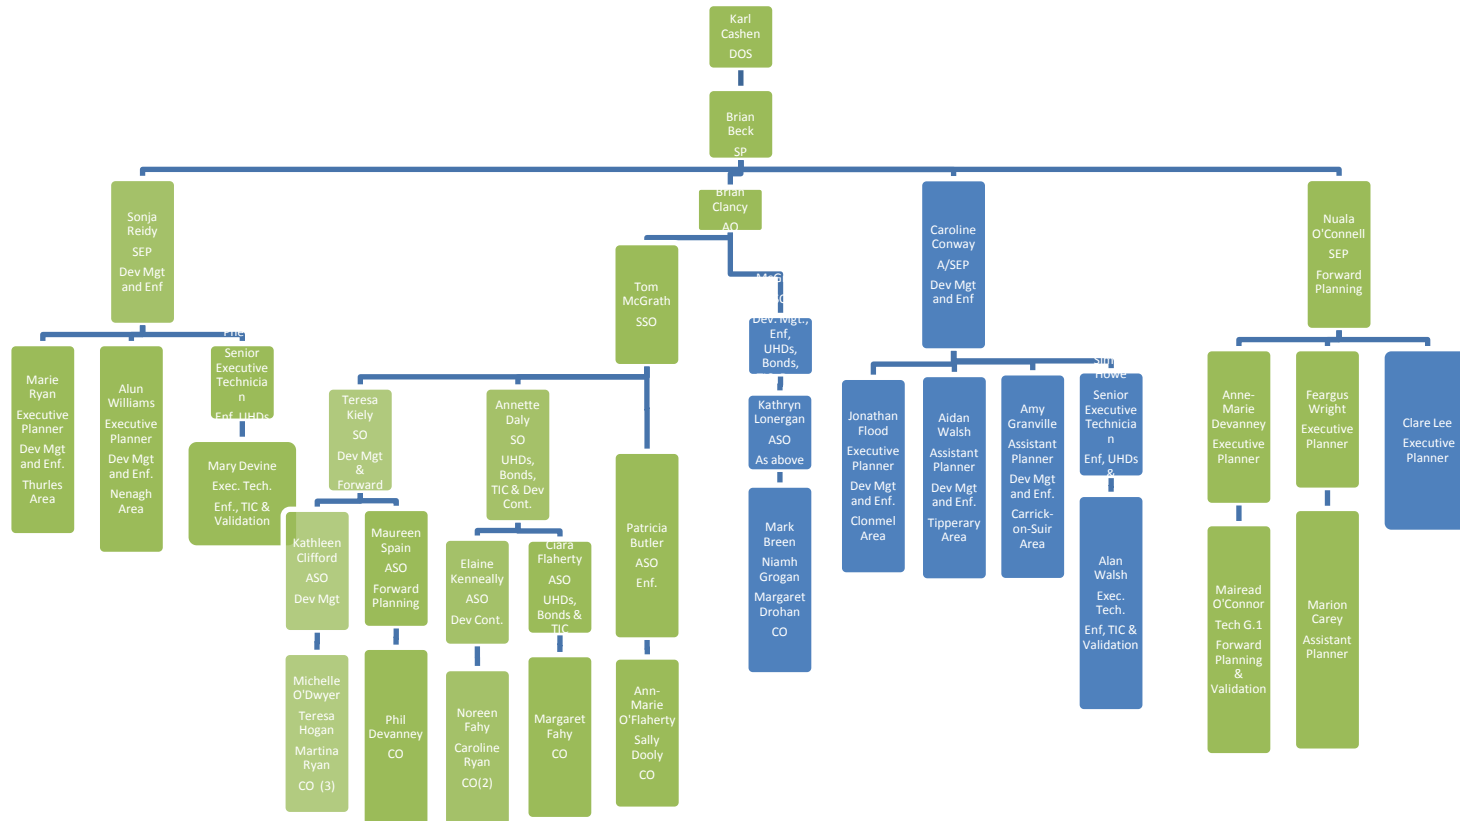 Karl
Cashen
DOS
Brian
Beck
SP
Sonja
Reidy
SEP
Dev Mgt
and Enf
Brian
Clancy
AO
Caroline
Conway
A/SEP
Dev Mgt
and Enf
Nuala
O'Connell
SEP
Forward
Planning
Marie
Ryan
Executive
Planner
Dev Mgt
and Enf.
Thurles
Area
Alun
Williams
Executive
Planner
Dev Mgt
and Enf.
Nenagh
Area
Senior
Executive
Technicia
n
Enf, UHDs
Mary Devine
Exec. Tech.
Enf., TIC &
Validation
Tom
McGrath
SSO
Teresa
Kiely
SO
Dev Mgt
&
Forward
Kathleen
Clifford
ASO
Dev Mgt
Michelle
O'Dwyer
Teresa
Hogan
Martina
Ryan
CO (3)
Maureen
Spain
ASO
Forward
Planning
Phil
Devanney
CO
Annette
Daly
SO
UHDs,
Bonds,
TIC & Dev
Cont.
Elaine
Kenneally
ASO
Dev Cont.
Noreen
Fahy
Caroline
Ryan
CO(2)
Ciara
Flaherty
ASO
UHDs,
Bonds &
TIC
Margaret
Fahy
CO
Patricia
Butler
ASO
Enf.
Ann-
Marie
O'Flaherty
Sally
Dooly
CO
Dev. Mgt.,
Enf,
UHDs,
Bonds,
Kathryn
Lonergan
ASO
As above
Mark
Breen
Niamh
Grogan
Margaret
Drohan
CO
Jonathan
Flood
Executive
Planner
Dev Mgt
and Enf.
Clonmel
Area
Aidan
Walsh
Assistant
Planner
Dev Mgt
and Enf.
Tipperary
Area
Amy
Granville
Assistant
Planner
Dev Mgt
and Enf.
Carrick-
on-Suir
Area
Howe
Senior
Executive
Technicia
n
Enf, UHDs
&
Alan
Walsh
Exec.
Tech.
Enf, TIC &
Validation
Anne-
Marie
Devanney
Executive
Planner
Mairead
O'Connor
Tech G.1
Forward
Planning
&
Validation
Feargus
Wright
Executive
Planner
Marion
Carey
Assistant
Planner
Clare Lee
Executive
Planner